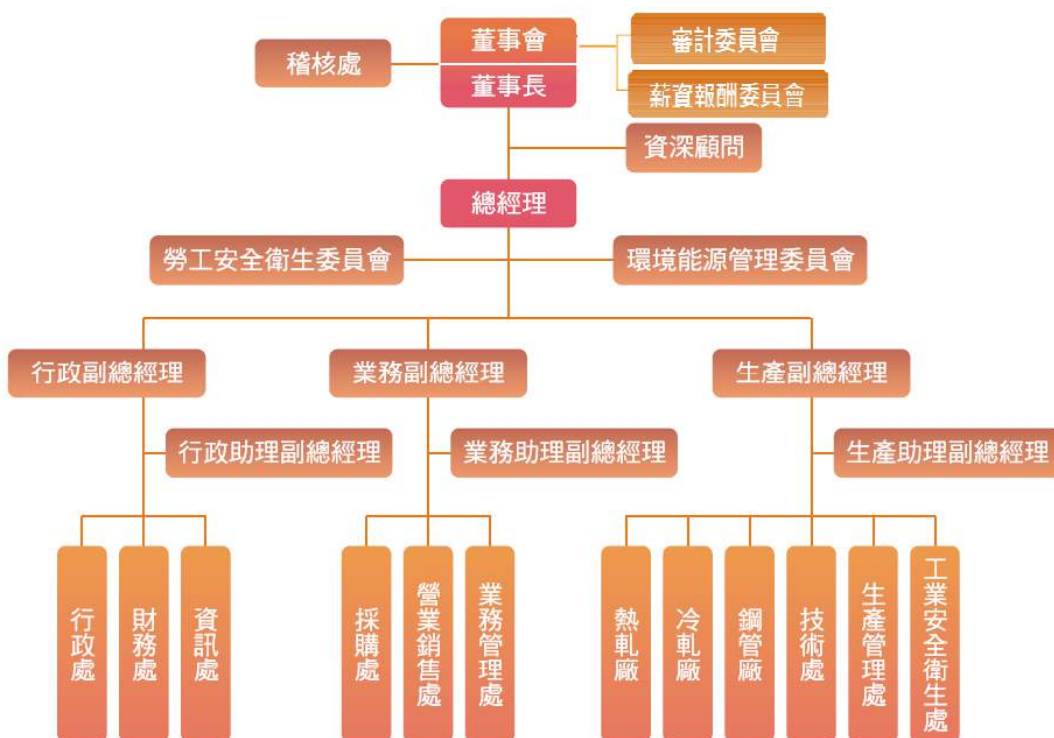 董事會
審計委員會
稽核處
董事長
薪資報酬委員會
資深顧問
總經理
勞工安全衛生委員會
環境能源管理委員會
行政副總經理
業務副總經理
生產副總經理
行政助理副總經理
業務助理副總經理
生產助理副總經理
行政處
財務處
資訊處
採購處
營業銷售處
業務管理處
熱軋廠
冷軋廠
鋼管廠
技術處
生產管理處
工業安全衛生處